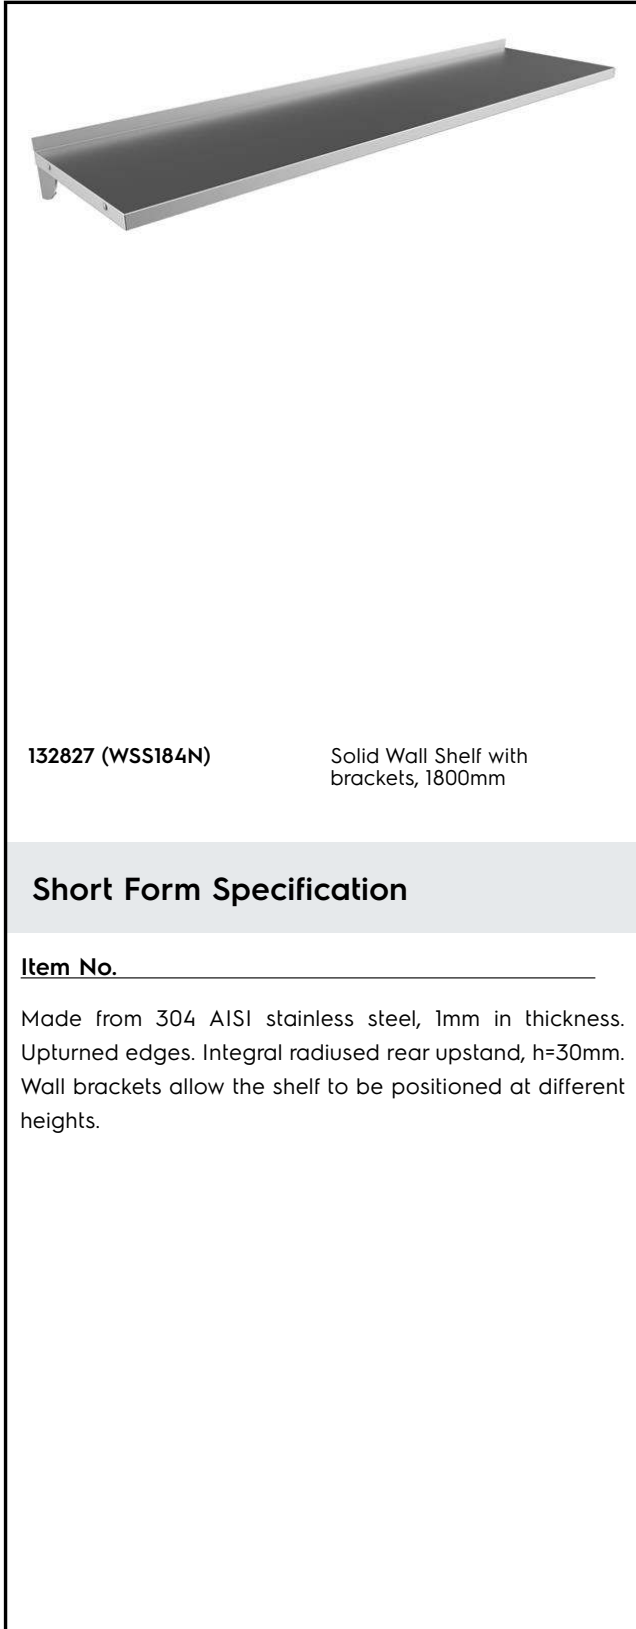 132827 (WSS184N)
Solid Wall Shelf with
brackets, 1800mm
Short Form Specification
Item No.
Made from 304 AISI stainless steel, 1mm in thickness.
Upturned edges. Integral radiused rear upstand, h=30mm.
Wall brackets allow the shelf to be positioned at different
heights.